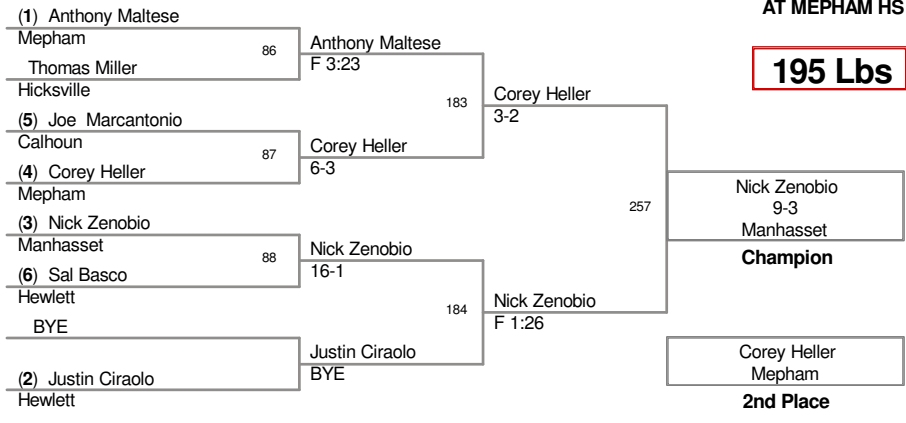 AT MEPHAM HS
195 Lbs
(1) Anthony Maltese
Mepham
86
Thomas Miller
Hicksville
Anthony Maltese
F 3:23
183
(5) Joe Marcantonio
Calhoun
87
(4) Corey Heller
Mepham
Corey Heller
6-3
Corey Heller
3-2
257
(3) Nick Zenobio
Manhasset
88
(6) Sal Basco
Hewlett
Nick Zenobio
16-1
184
BYE
(2) Justin Ciraolo
Hewlett
Justin Ciraolo
BYE
Nick Zenobio
F 1:26
Nick Zenobio
9-3
Manhasset
Champion
Corey Heller
Mepham
2nd Place